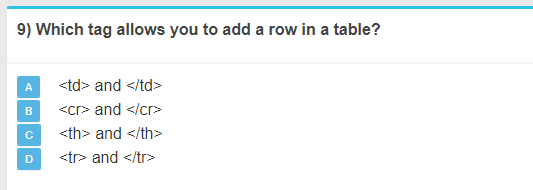 9) Which tag allows you to add a row in a table?
A <td> and </td>
B <cr> and </cr>
C <th> and </th>
D <tr> and </tr>